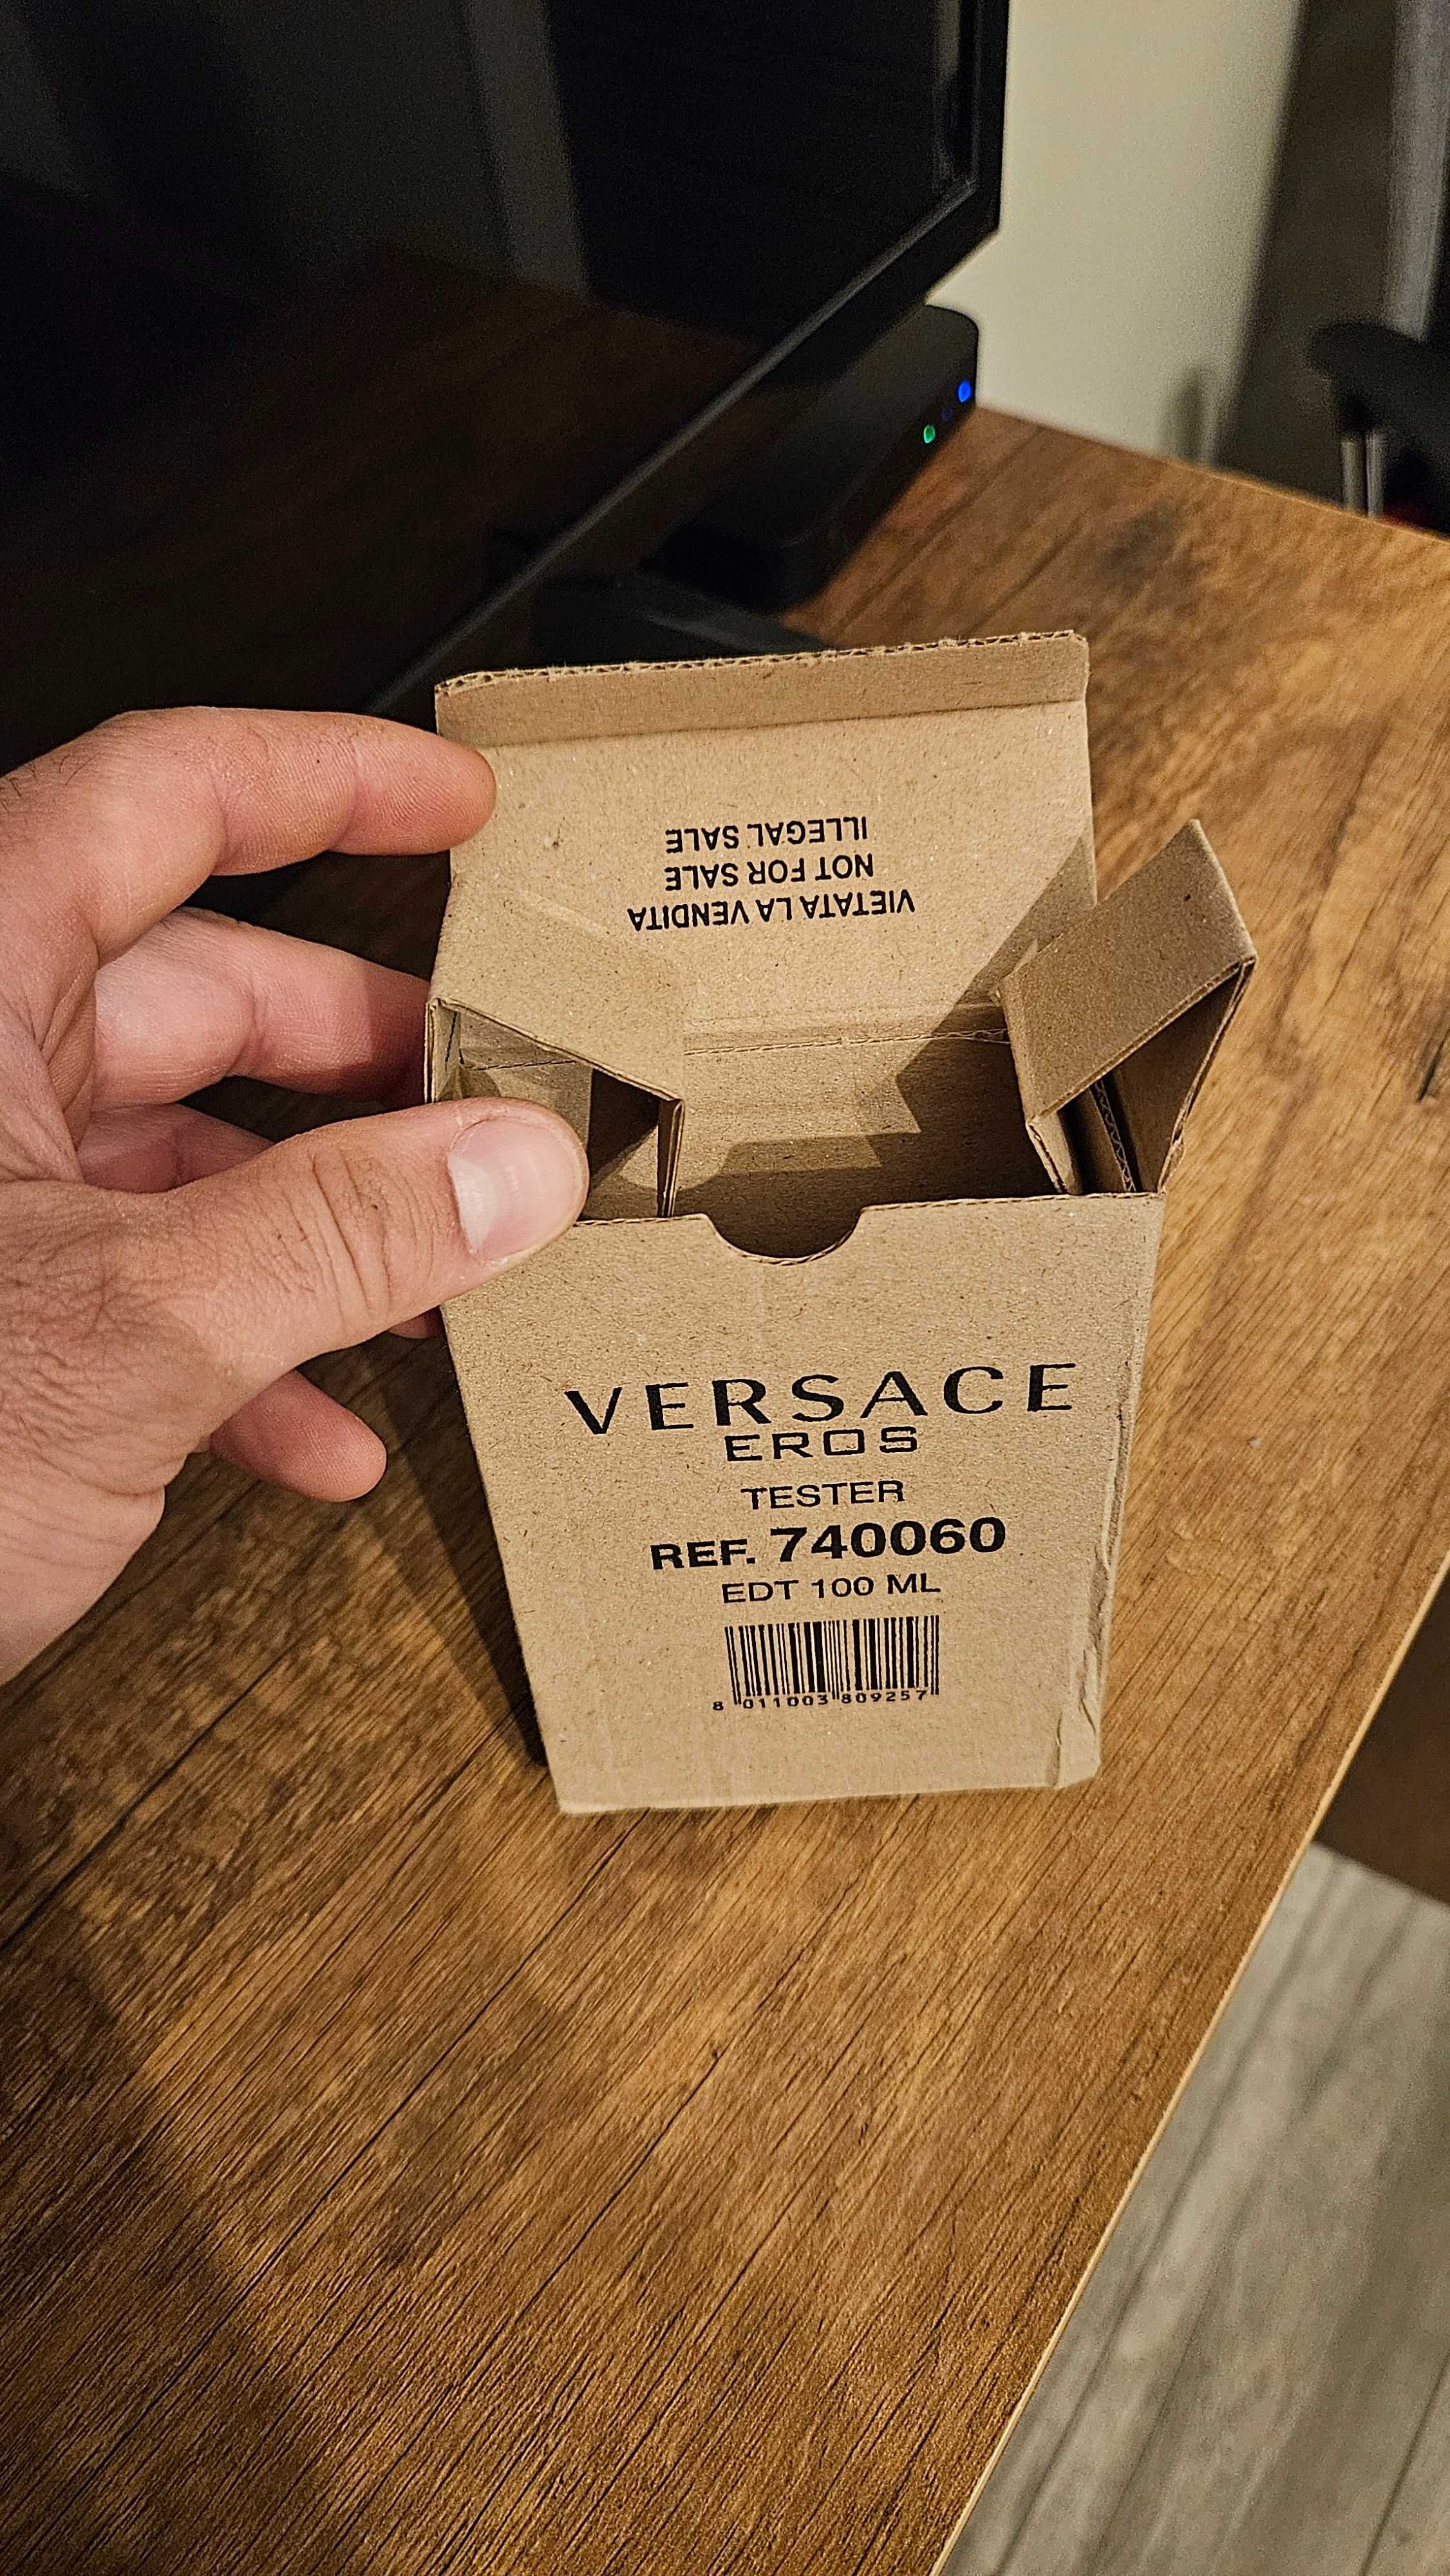 VIETATA LA VENDITA
NOT FOR SALE
ILLEGAL SALE
VERSACE
EROS
TESTER
REF. 740060
EDT 100 ML
8 011003 809257